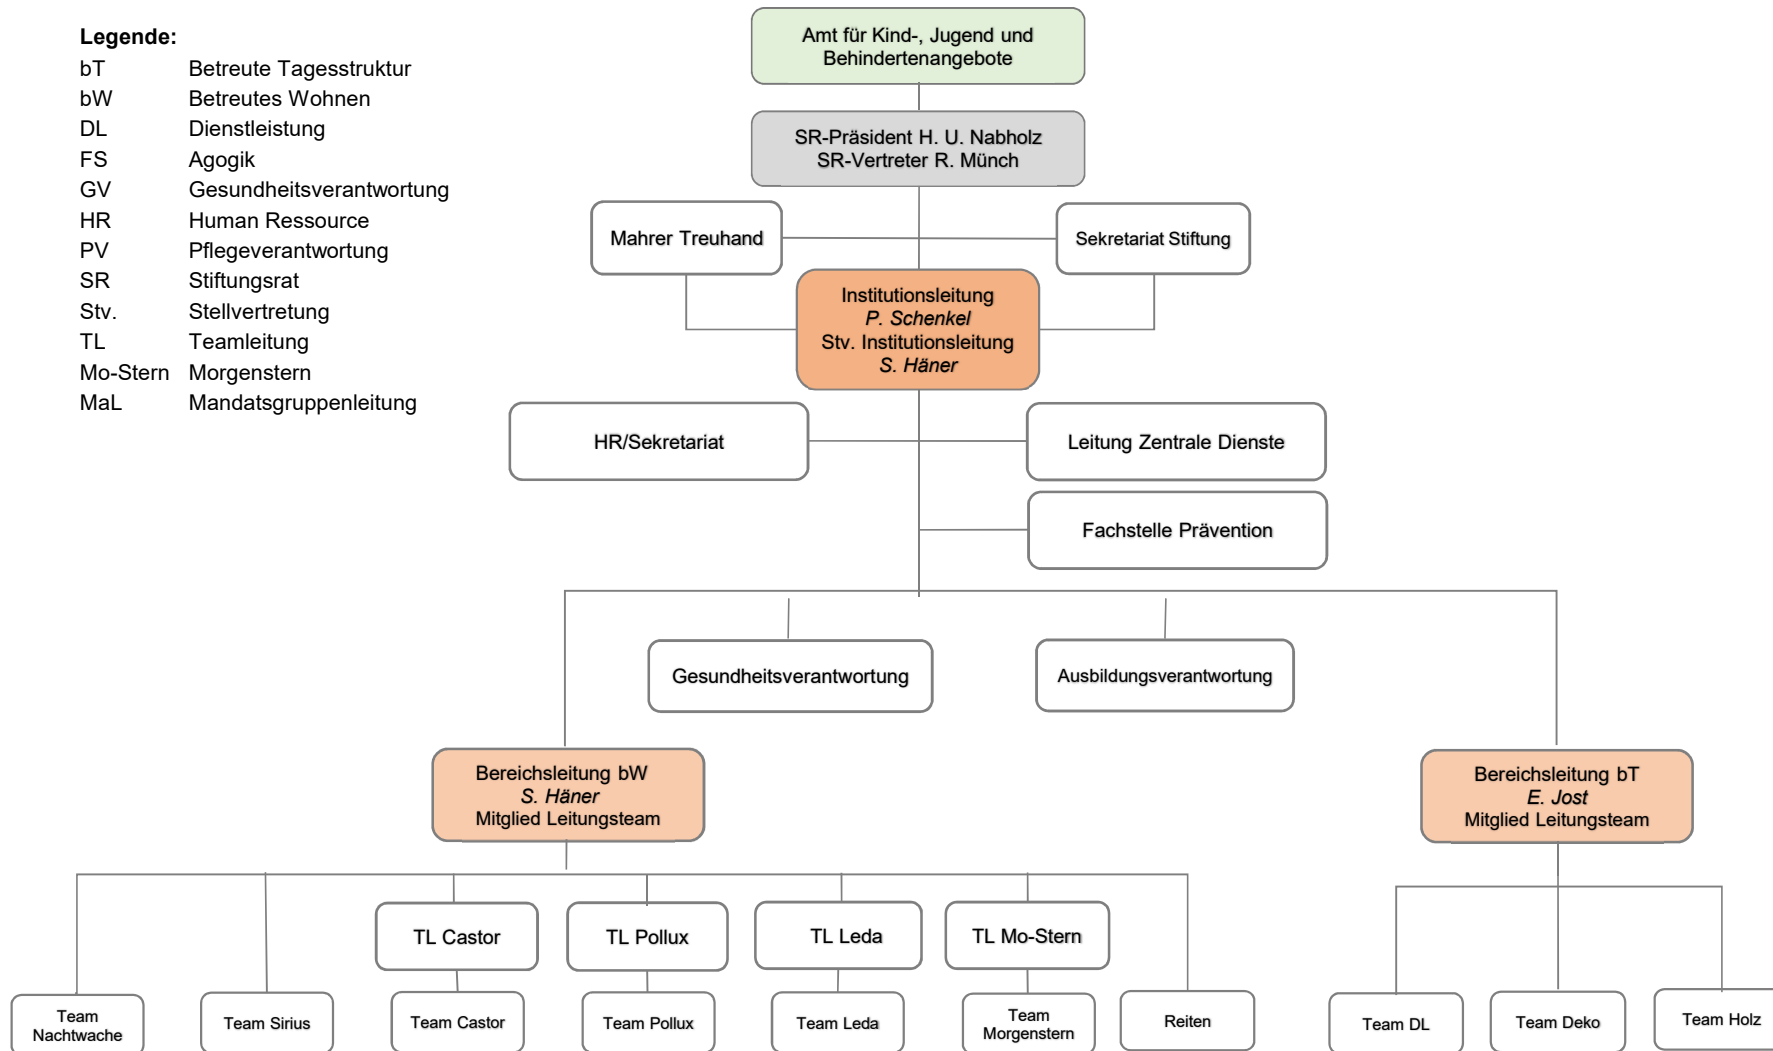 Legende:
bT Betreute Tagesstruktur
bW Betreutes Wohnen
DL Dienstleistung
FS Agogik
GV Gesundheitsverantwortung
HR Human Ressource
PV Pflegeverantwortung
SR Stiftungsrat
Stv. Stellvertretung
TL Teamleitung
Mo-Stern Morgenstern
MaL Mandatsgruppenleitung
Amt für Kind-, Jugend und
Behindertenangebote
SR-Präsident H. U. Nabholz
SR-Vertreter R. Münch
Mahrer Treuhand
Sekretariat Stiftung
Institutionsleitung
P. Schenkel
Stv. Institutionsleitung
S. Häner
HR/Sekretariat
Leitung Zentrale Dienste
Fachstelle Prävention
Gesundheitsverantwortung
Ausbildungsverantwortung
Bereichsleitung bW
S. Häner
Mitglied Leitungsteam
Bereichsleitung bT
E. Jost
Mitglied Leitungsteam
TL Castor
TL Pollux
TL Leda
TL Mo-Stern
Team
Nachtwache
Team Sirius
Team Castor
Team Pollux
Team Leda
Team
Morgenstern
Reiten
Team DL
Team Deko
Team Holz